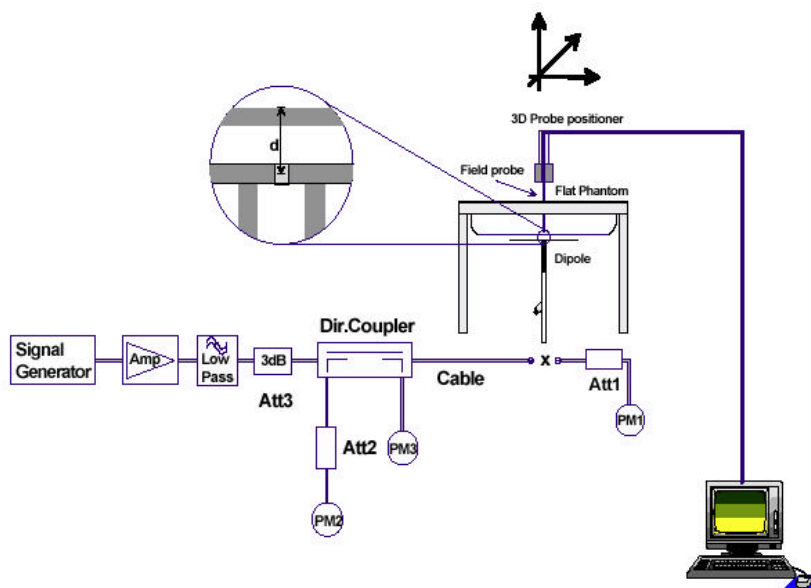 3D Probe positioner
d
Field probe
Flat Phantom
Dipole
Dir.Coupler
Signal
Generator
Amp
Low
Pass
3dB
Cable
x
Att1
Att3
PM1
Att2
PM3
PM2